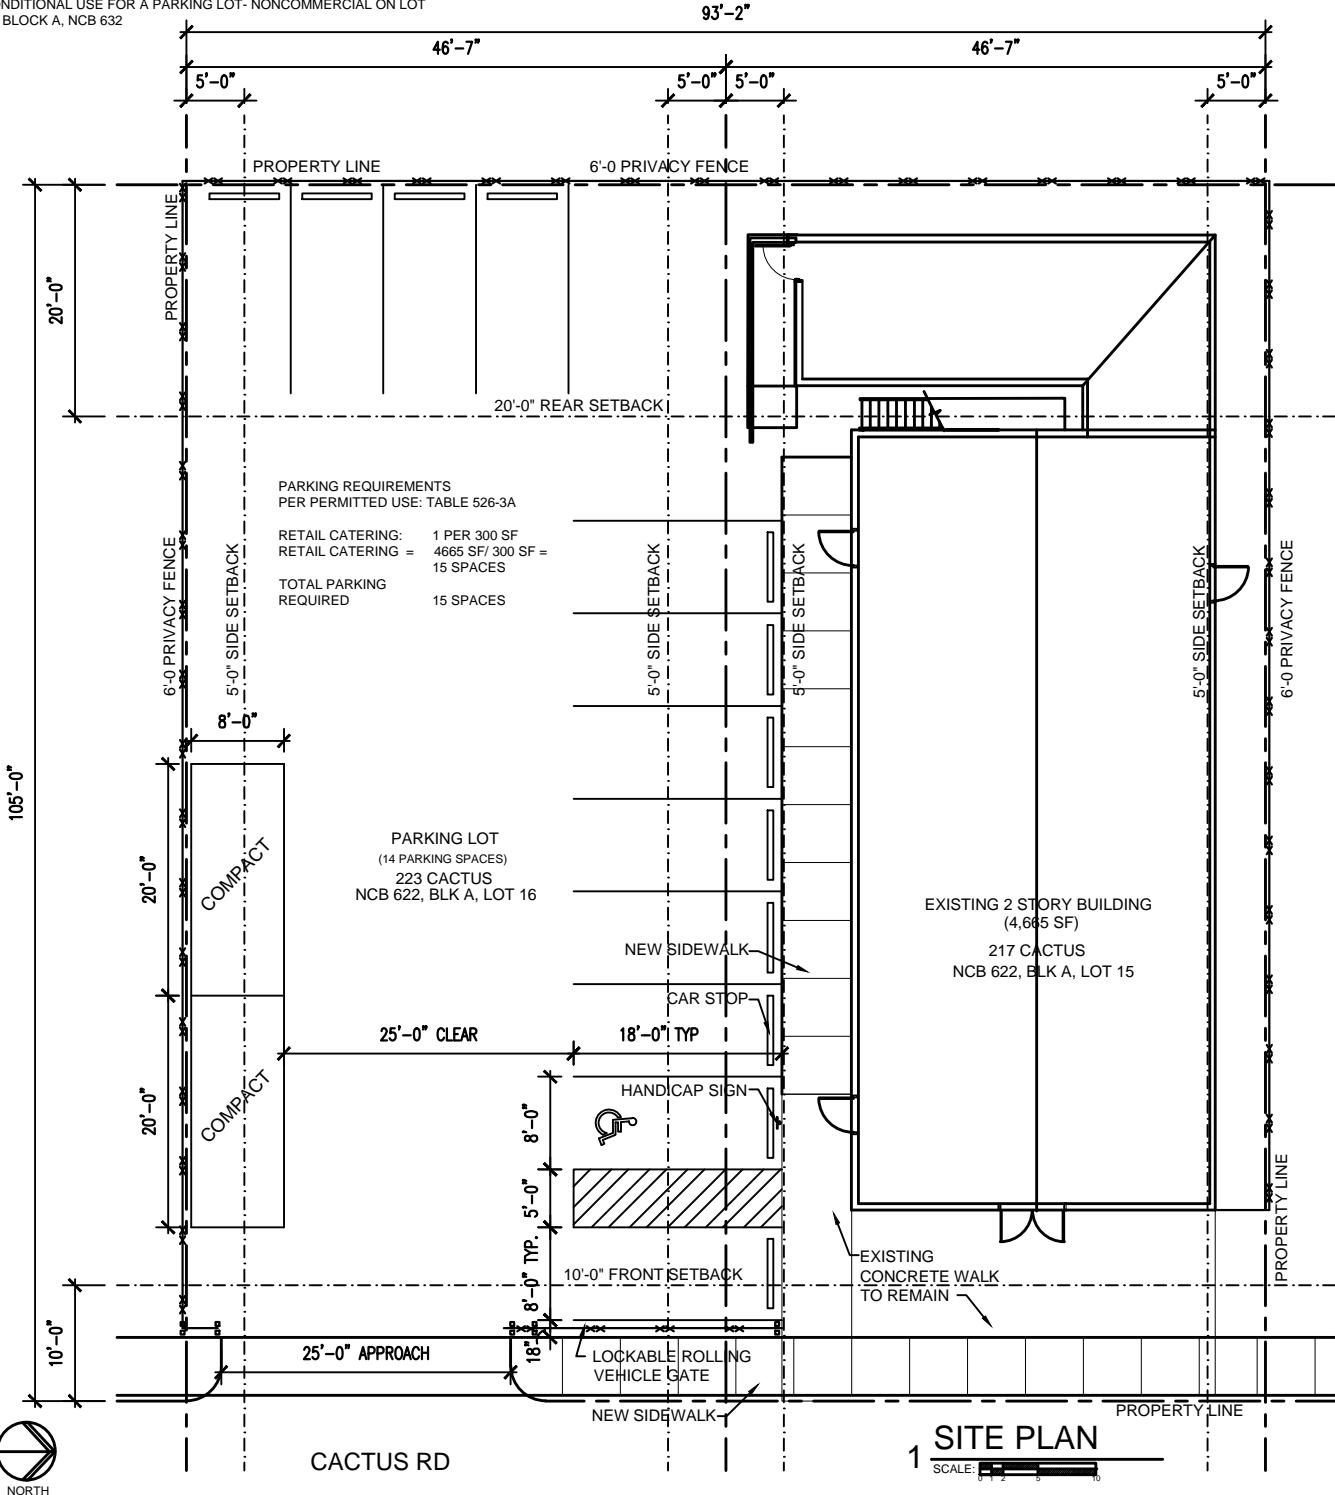 ONDITIONAL USE FOR A PARKING LOT- NONCOMMERCIAL ON LOT
BLOCK A, NCB 632
93'-2"
46'-7"
46'-7"
5'-0"
5'-0"
5'-0"
5'-0"
PROPERTY LINE
6'-0 PRIVACY FENCE
PROPERTY LINE
20'-0"
20'-0" REAR SETBACK
PARKING REQUIREMENTS
PER PERMITTED USE: TABLE 526-3A
RETAIL CATERING: 1 PER 300 SF
RETAIL CATERING = 4665 SF/ 300 SF =
15 SPACES
TOTAL PARKING
REQUIRED 15 SPACES
6'-0 PRIVACY FENCE
5'-0" SIDE SETBACK
5'-0" SIDE SETBACK
5'-0" SIDE SETBACK
5'-0" SIDE SETBACK
6'-0 PRIVACY FENCE
8'-0"
105'-0"
20'-0"
COMPACT
PARKING LOT
(14 PARKING SPACES)
223 CACTUS
NCB 622, BLK A, LOT 16
EXISTING 2 STORY BUILDING
(4,665 SF)
217 CACTUS
NCB 622, BLK A, LOT 15
NEW SIDEWALK
CAR STOP
25'-0" CLEAR
18'-0" TYP
20'-0"
COMPACT
HANDICAP SIGN
8'-0"
5'-0"
8'-0" TYP.
18"
PROPERTY LINE
10'-0" FRONT SETBACK
EXISTING
CONCRETE WALK
TO REMAIN
10'-0"
25'-0" APPROACH
LOCKABLE ROLLING
VEHICLE GATE
NEW SIDEWALK
PROPERTY LINE
NORTH
CACTUS RD
1 SITE PLAN
SCALE:
0 1 2 5 10